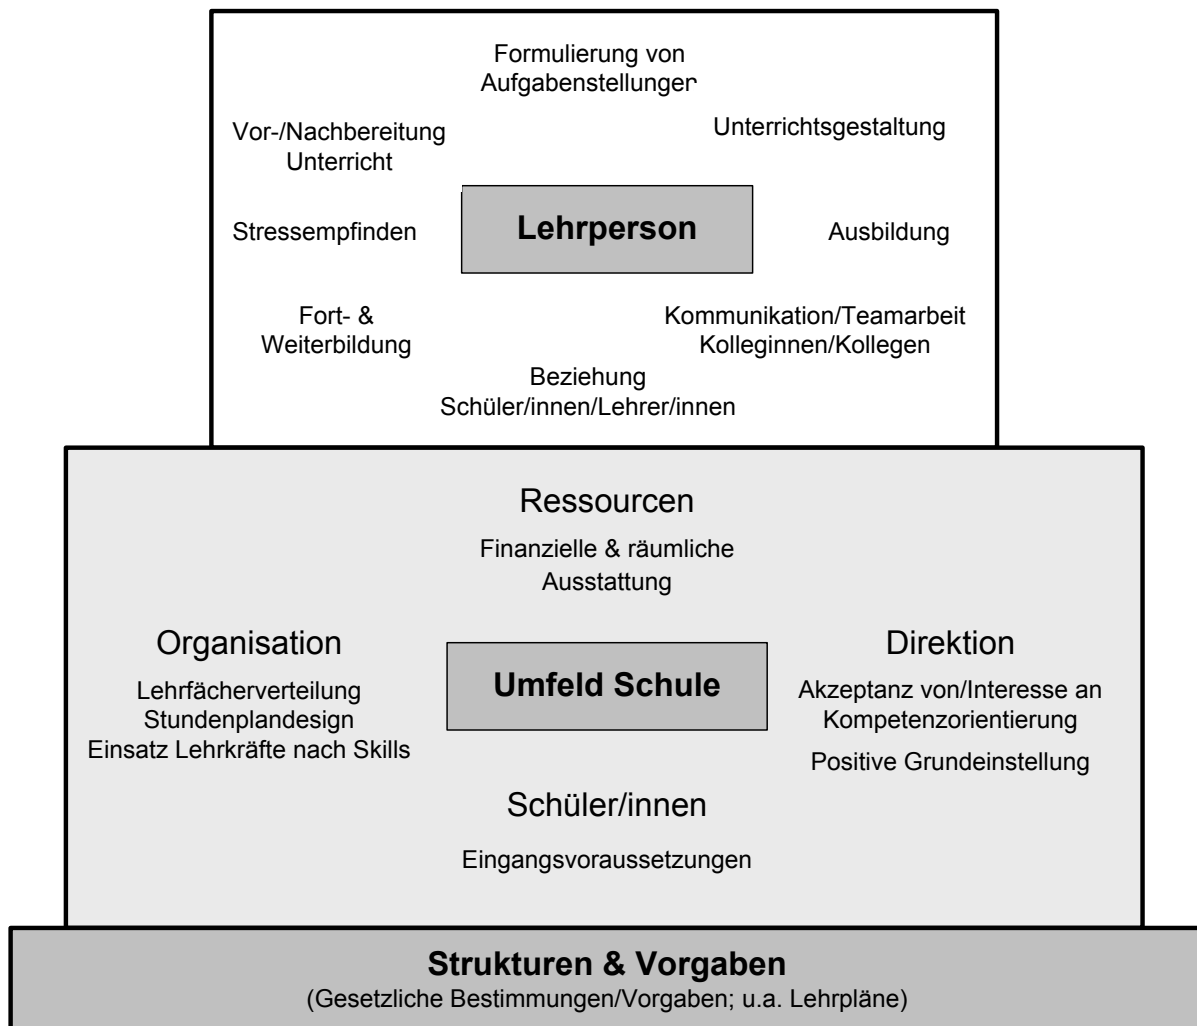 Formulierung von
Aufgabenstellungen
Vor-/Nachbereitung
Unterricht
Unterrichtsgestaltung
Stressempfinden
Lehrperson
Ausbildung
Fort- &
Weiterbildung
Kommunikation/Teamarbeit
Kolleginnen/Kollegen
Beziehung
Schüler/innen/Lehrer/innen
Ressourcen
Finanzielle & räumliche
Ausstattung
Organisation
Lehrfächerverteilung
Stundenplandesign
Einsatz Lehrkräfte nach Skills
Umfeld Schule
Direktion
Akzeptanz von/Interesse an
Kompetenzorientierung
Positive Grundeinstellung
Schüler/innen
Eingangsvoraussetzungen
Strukturen & Vorgaben
(Gesetzliche Bestimmungen/Vorgaben; u.a. Lehrpläne)